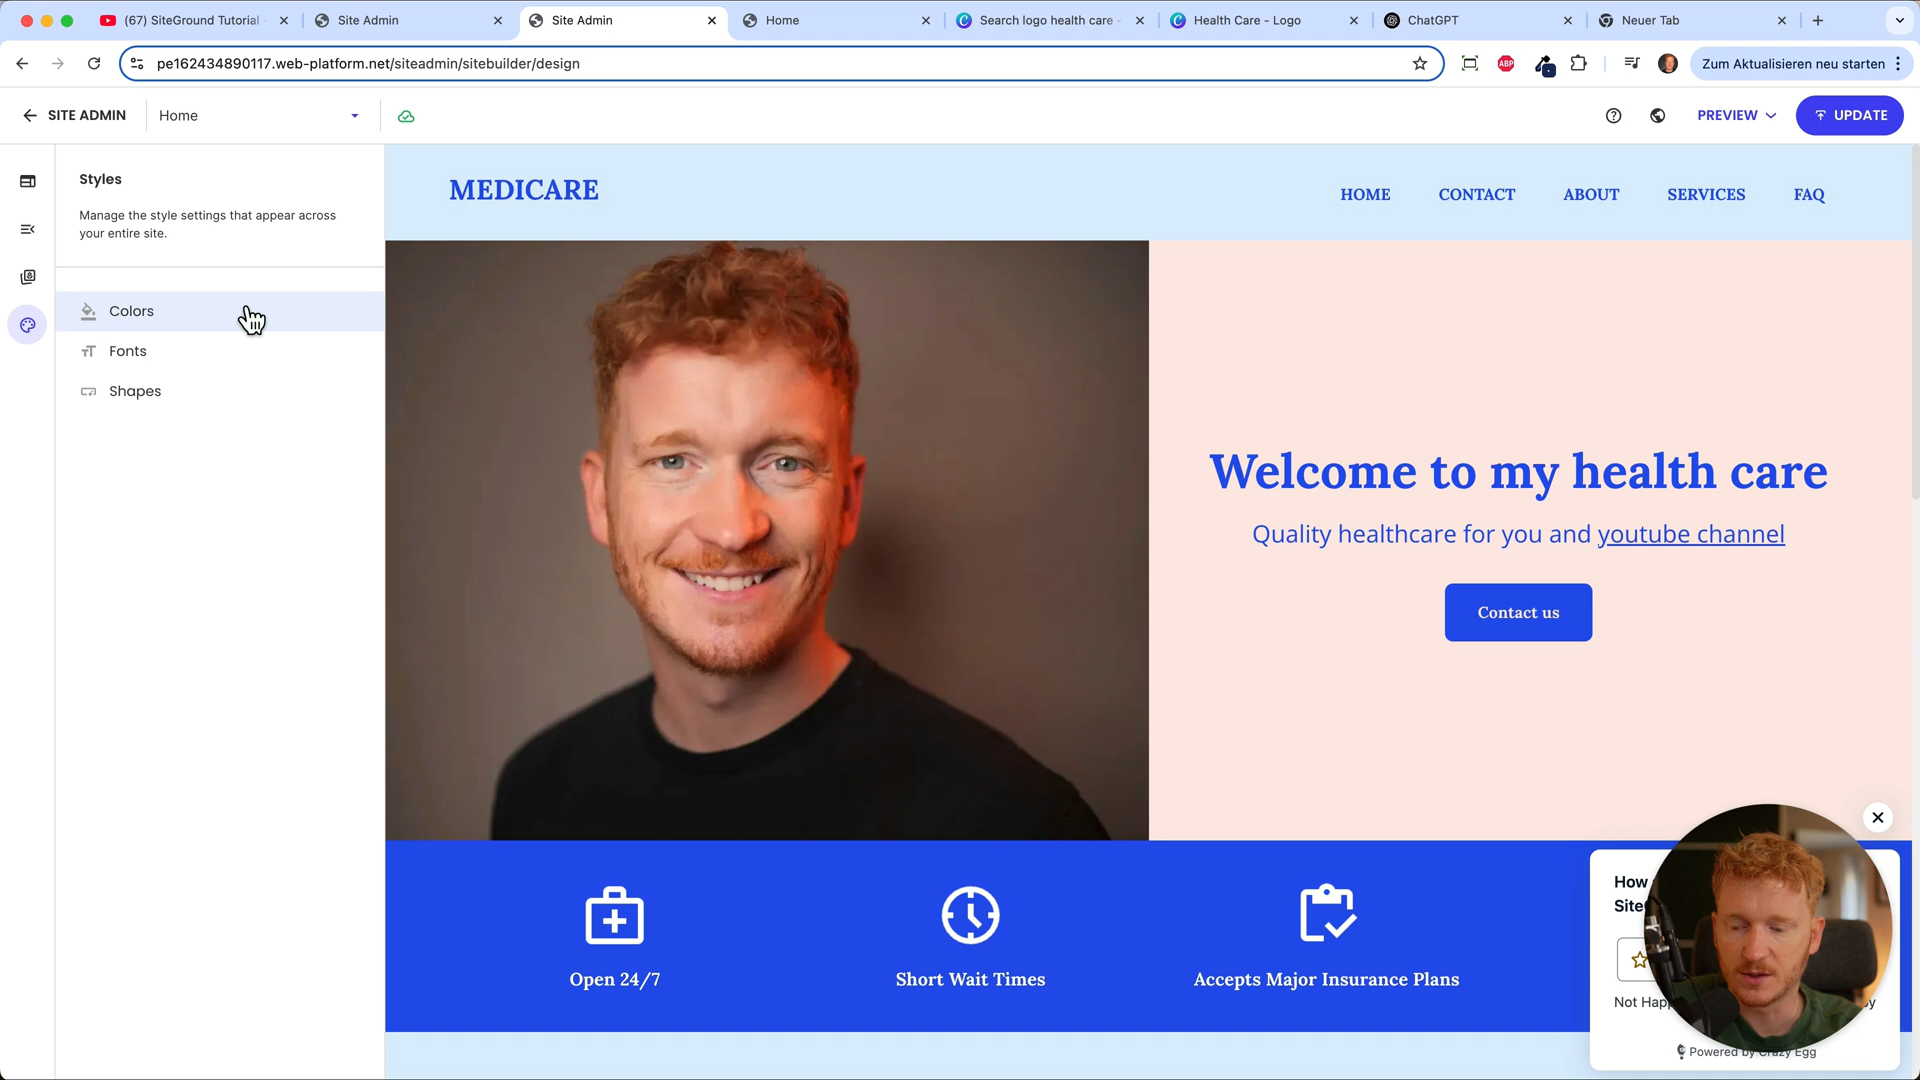 (67) SiteGround Tutorial
Site Admin
Site Admin
Home
Search logo health care -
Health Care - Logo
ChatGPT
Neuer Tab
pe162434890117.web-platform.net/siteadmin/sitebuilder/design
ABP
Zum Aktualisieren neu starten
SITE ADMIN
Home
PREVIEW
UPDATE
Styles
Manage the style settings that appear across
your entire site.
Colors
Fonts
Shapes
MEDICARE
HOME
CONTACT
ABOUT
SERVICES
FAQ
Welcome to my health care
Quality healthcare for you and youtube channel
Contact us
Open 24/7
Short Wait Times
Accepts Major Insurance Plans
How
Powered by Crazy Egg